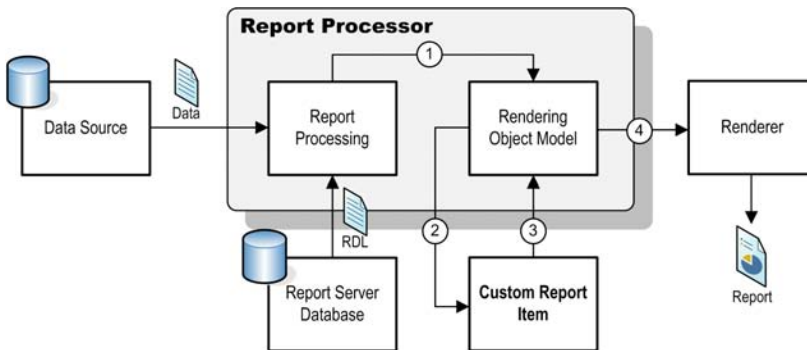 Report Processor
1
Data
Data Source
Report
Processing
Rendering
Object Model
4
Renderer
RDL
2
3
Report Server
Database
Custom Report
Item
Report